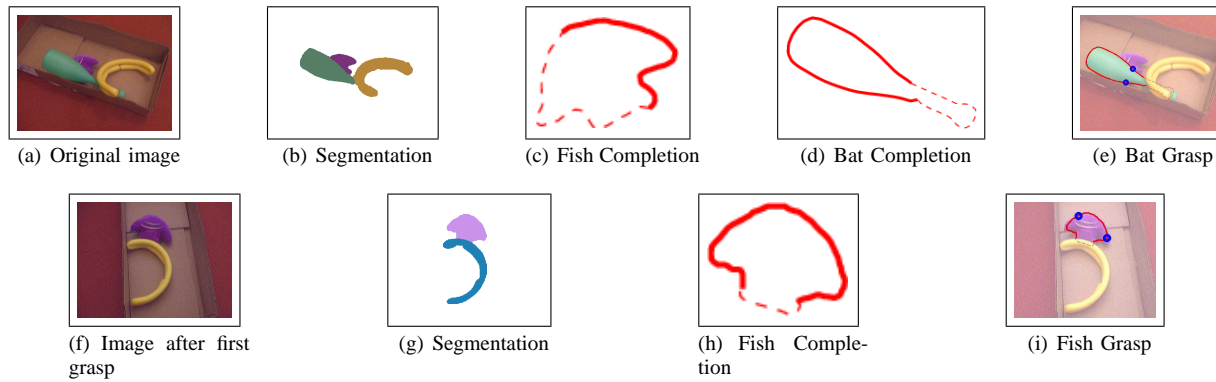 (a) Original image
(b) Segmentation
(c) Fish Completion
(d) Bat Completion
(e) Bat Grasp
(f) Image after first
grasp
(g) Segmentation
(h) Fish Comple-
tion
(i) Fish Grasp